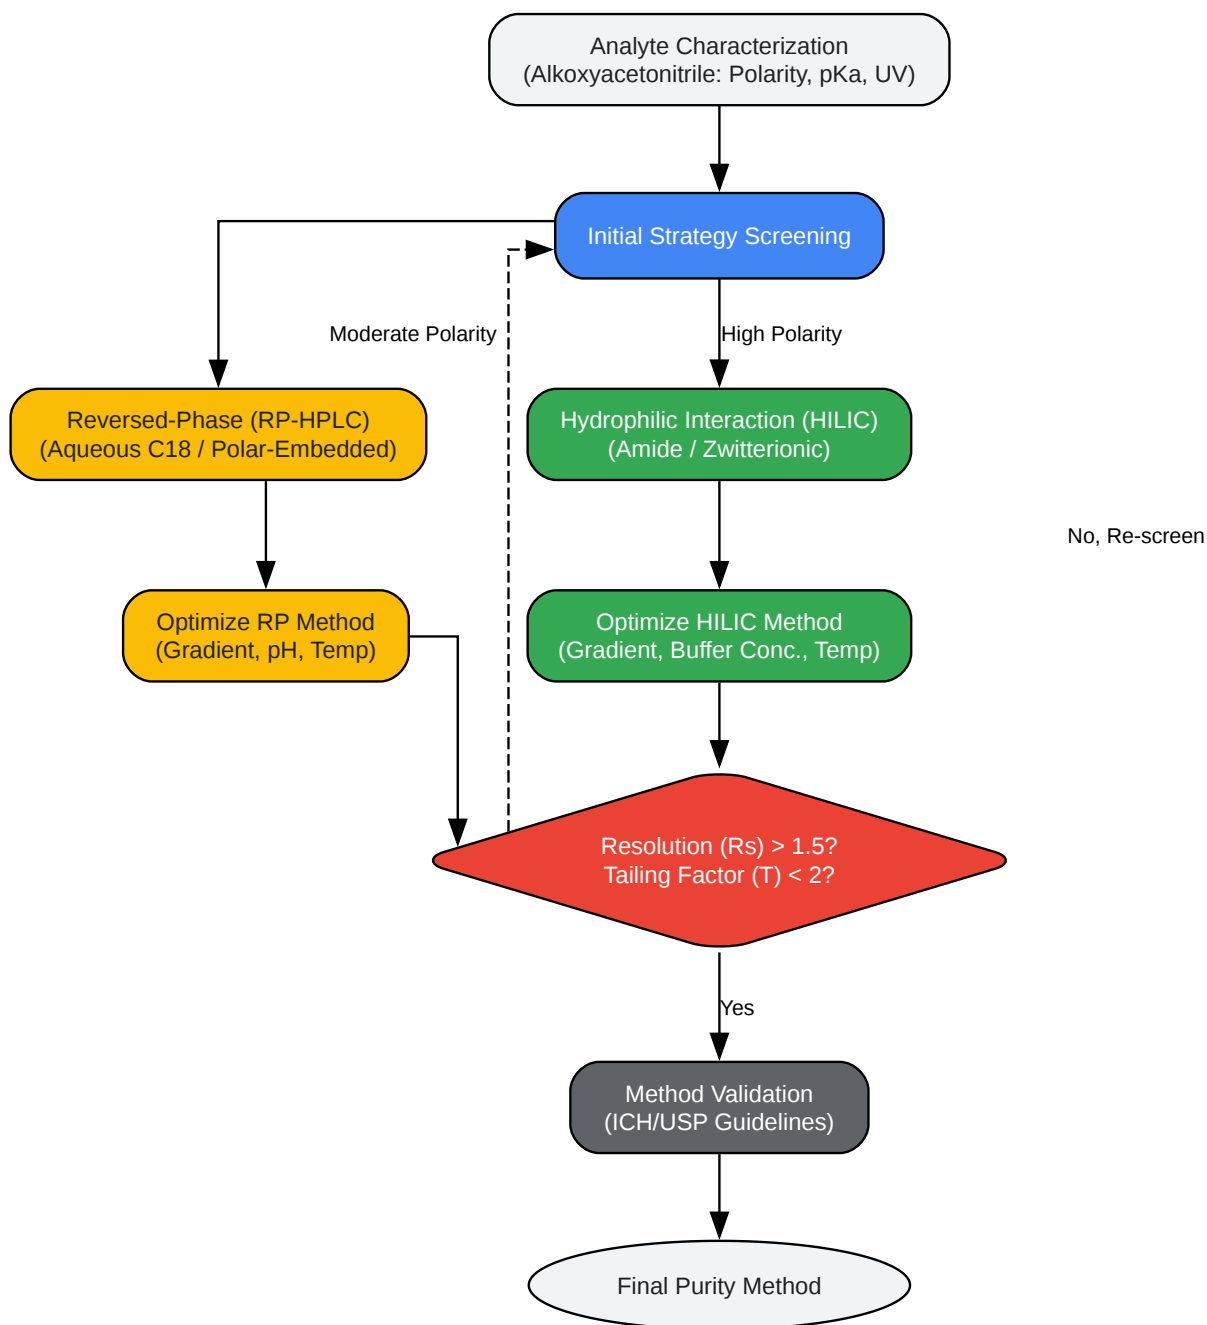 Analyte Characterization
(Alkoxyacetonitrile: Polarity, pKa, UV)
Initial Strategy Screening
Moderate Polarity
High Polarity
Reversed-Phase (RP-HPLC)
(Aqueous C18 / Polar-Embedded)
Hydrophilic Interaction (HILIC)
(Amide / Zwitterionic)
No, Re-screen
Optimize RP Method
(Gradient, pH, Temp)
Optimize HILIC Method
(Gradient, Buffer Conc., Temp)
Resolution (Rs) > 1.5?
Tailing Factor (T) < 2?
Yes
Method Validation
(ICH/USP Guidelines)
Final Purity Method